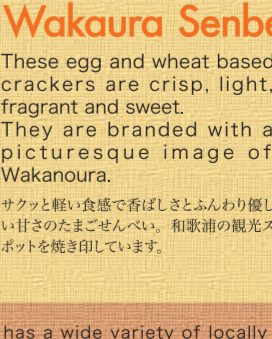 Wakaura Senbe
These egg and wheat based
crackers are crisp, light,
fragrant and sweet.
They are branded with a
picturesque image of
Wakanoura.
サクッと軽い食感で香ばしさとふんわり優し
い甘さのたまごせんべい。和歌浦の観光ス
ポットを焼き印しています。
has a wide variety of locally